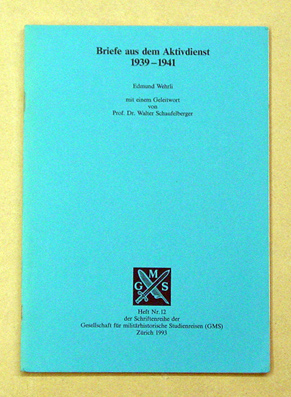 Briefe aus dem Aktivdienst
1939–1941
Edmund Wehrli
mit einem Geleitwort
von
Prof. Dr. Walter Schaufelberger
G M S
Heft Nr. 12
der Schriftenreihe der
Gesellschaft für militärhistorische Studienreisen (GMS)
Zürich 1993